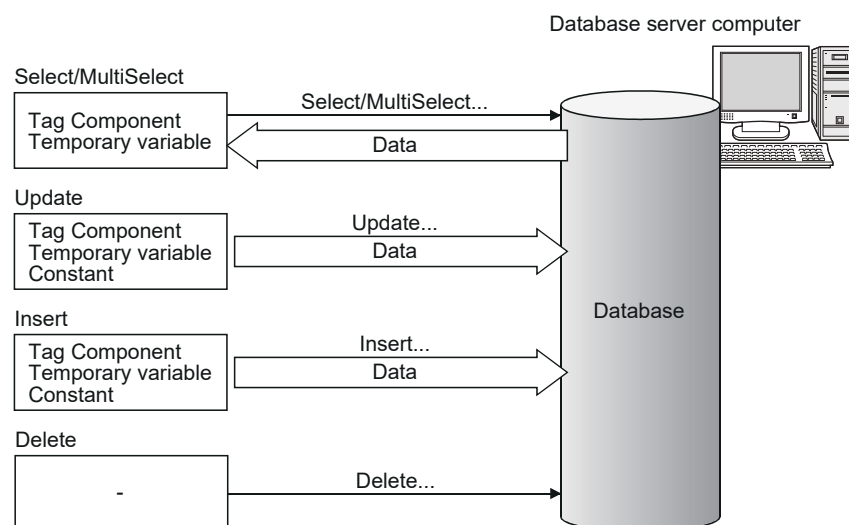 Database server computer
Select/MultiSelect
Tag Component
Temporary variable
Select/MultiSelect...
Data
Update
Tag Component
Temporary variable
Constant
Update...
Data
Insert
Tag Component
Temporary variable
Constant
Insert...
Data
Database
Delete
-
Delete...